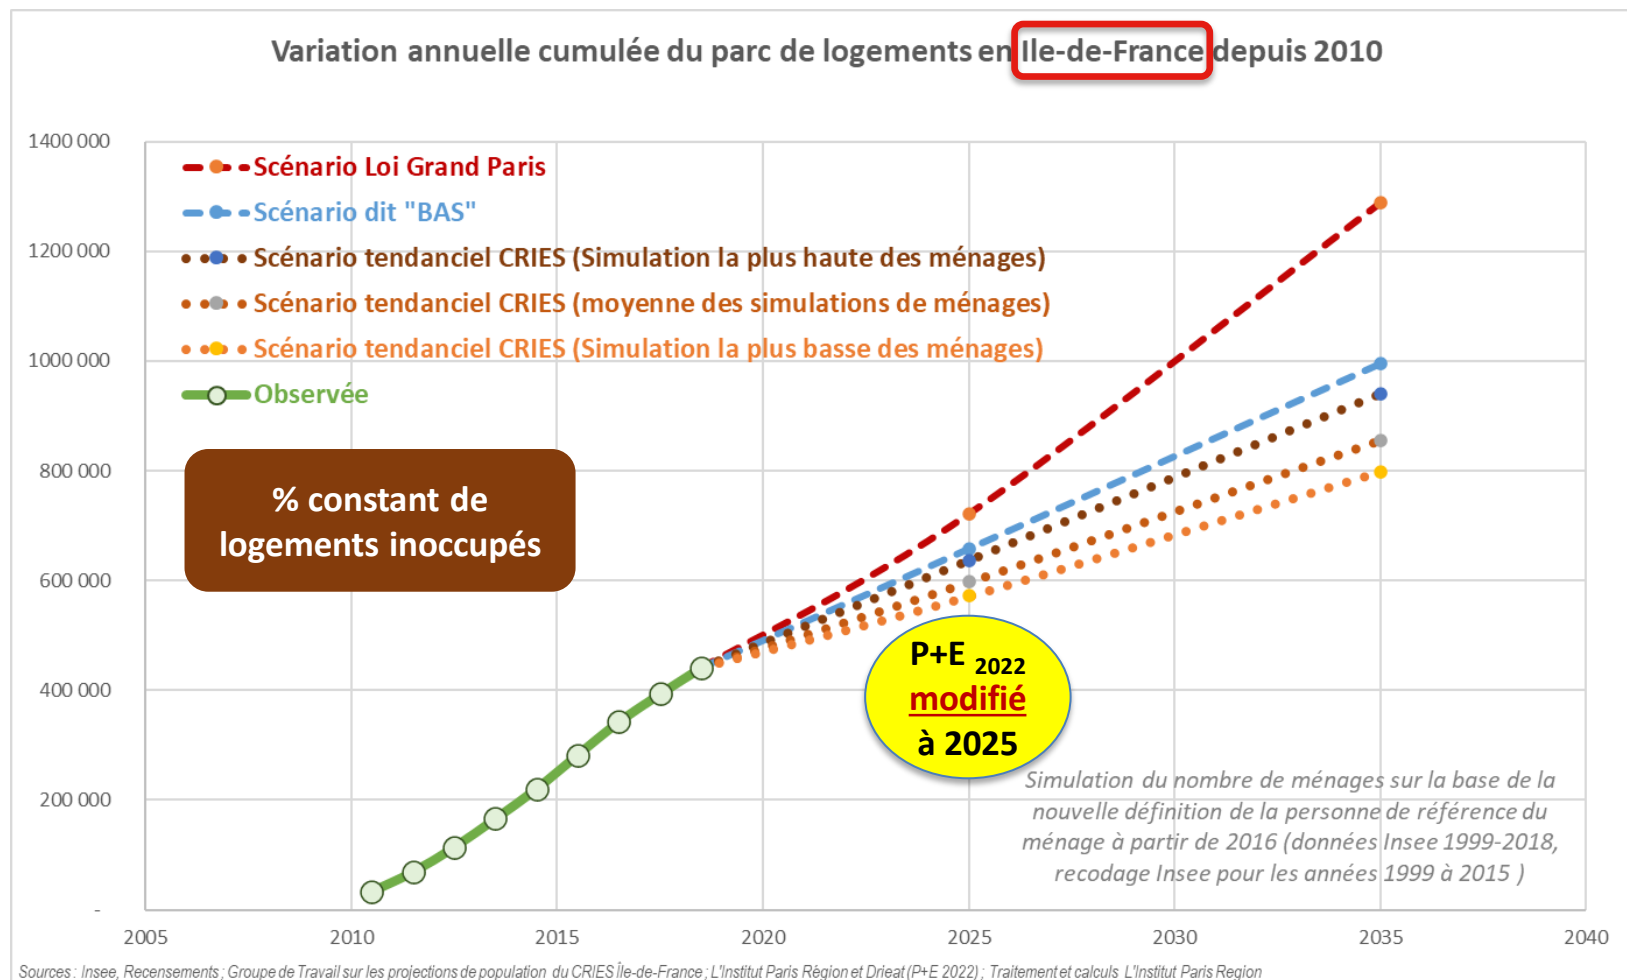 Variation annuelle cumulée du parc de logements en Ile-de-France depuis 2010
1400 000
1200 000
1000 000
800 000
600 000
400 000
200 000
-
Scénario Loi Grand Paris
Scénario dit "BAS"
Scénario tendanciel CRIES (Simulation la plus haute des ménages)
Scénario tendanciel CRIES (moyenne des simulations de ménages)
Scénario tendanciel CRIES (Simulation la plus basse des ménages)
Observée
% constant de
logements inoccupés
P+E 2022
modifié
à 2025
Simulation du nombre de ménages sur la base de la
nouvelle définition de la personne de référence du
ménage à partir de 2016 (données Insee 1999-2018,
recodage Insee pour les années 1999 à 2015 )
2005 2010 2015 2020 2025 2030 2035 2040
Sources : Insee, Recensements ; Groupe de Travail sur les projections de population du CRIES Île-de-France ; L'Institut Paris Région et Drieat (P+E 2022) ; Traitement et calculs L'Institut Paris Region